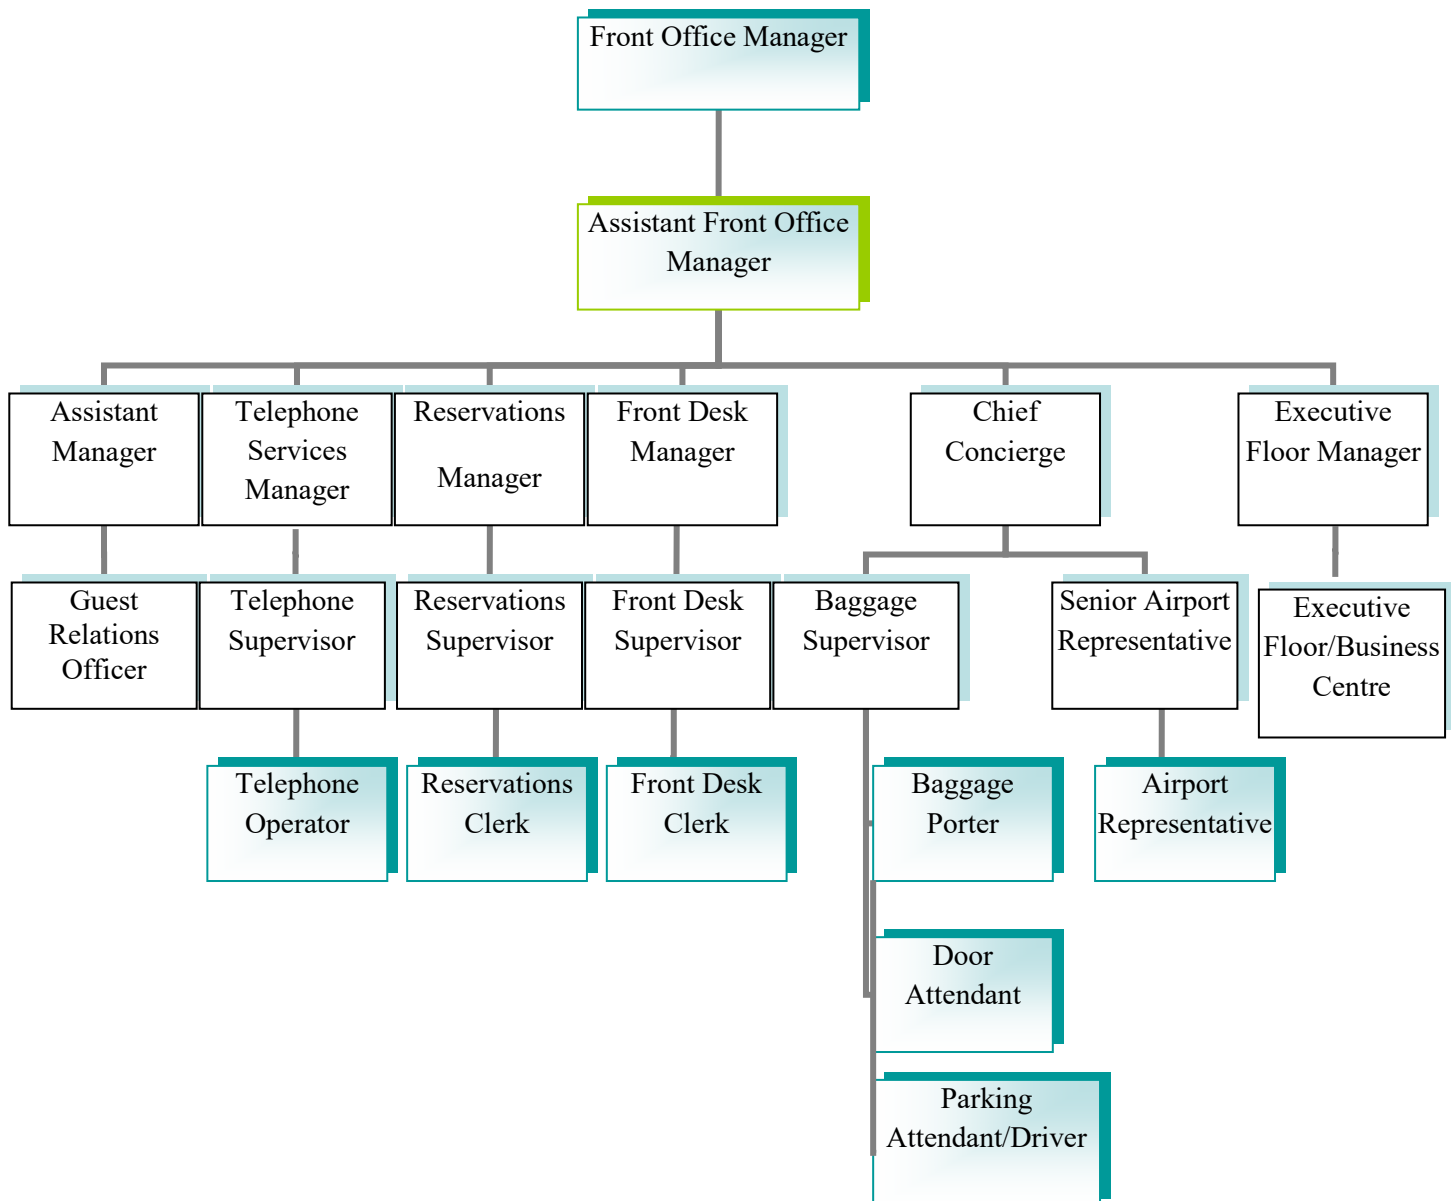 Front Office Manager
Assistant Front Office
Manager
Assistant
Manager
Telephone
Services
Manager
Reservations
Manager
Front Desk
Manager
Chief
Concierge
Executive
Floor Manager
Guest
Relations
Officer
Telephone
Supervisor
Reservations
Supervisor
Front Desk
Supervisor
Baggage
Supervisor
Senior Airport
Representative
Executive
Floor/Business
Centre
Telephone
Operator
Reservations
Clerk
Front Desk
Clerk
Baggage
Porter
Airport
Representative
Door
Attendant
Parking
Attendant/Driver